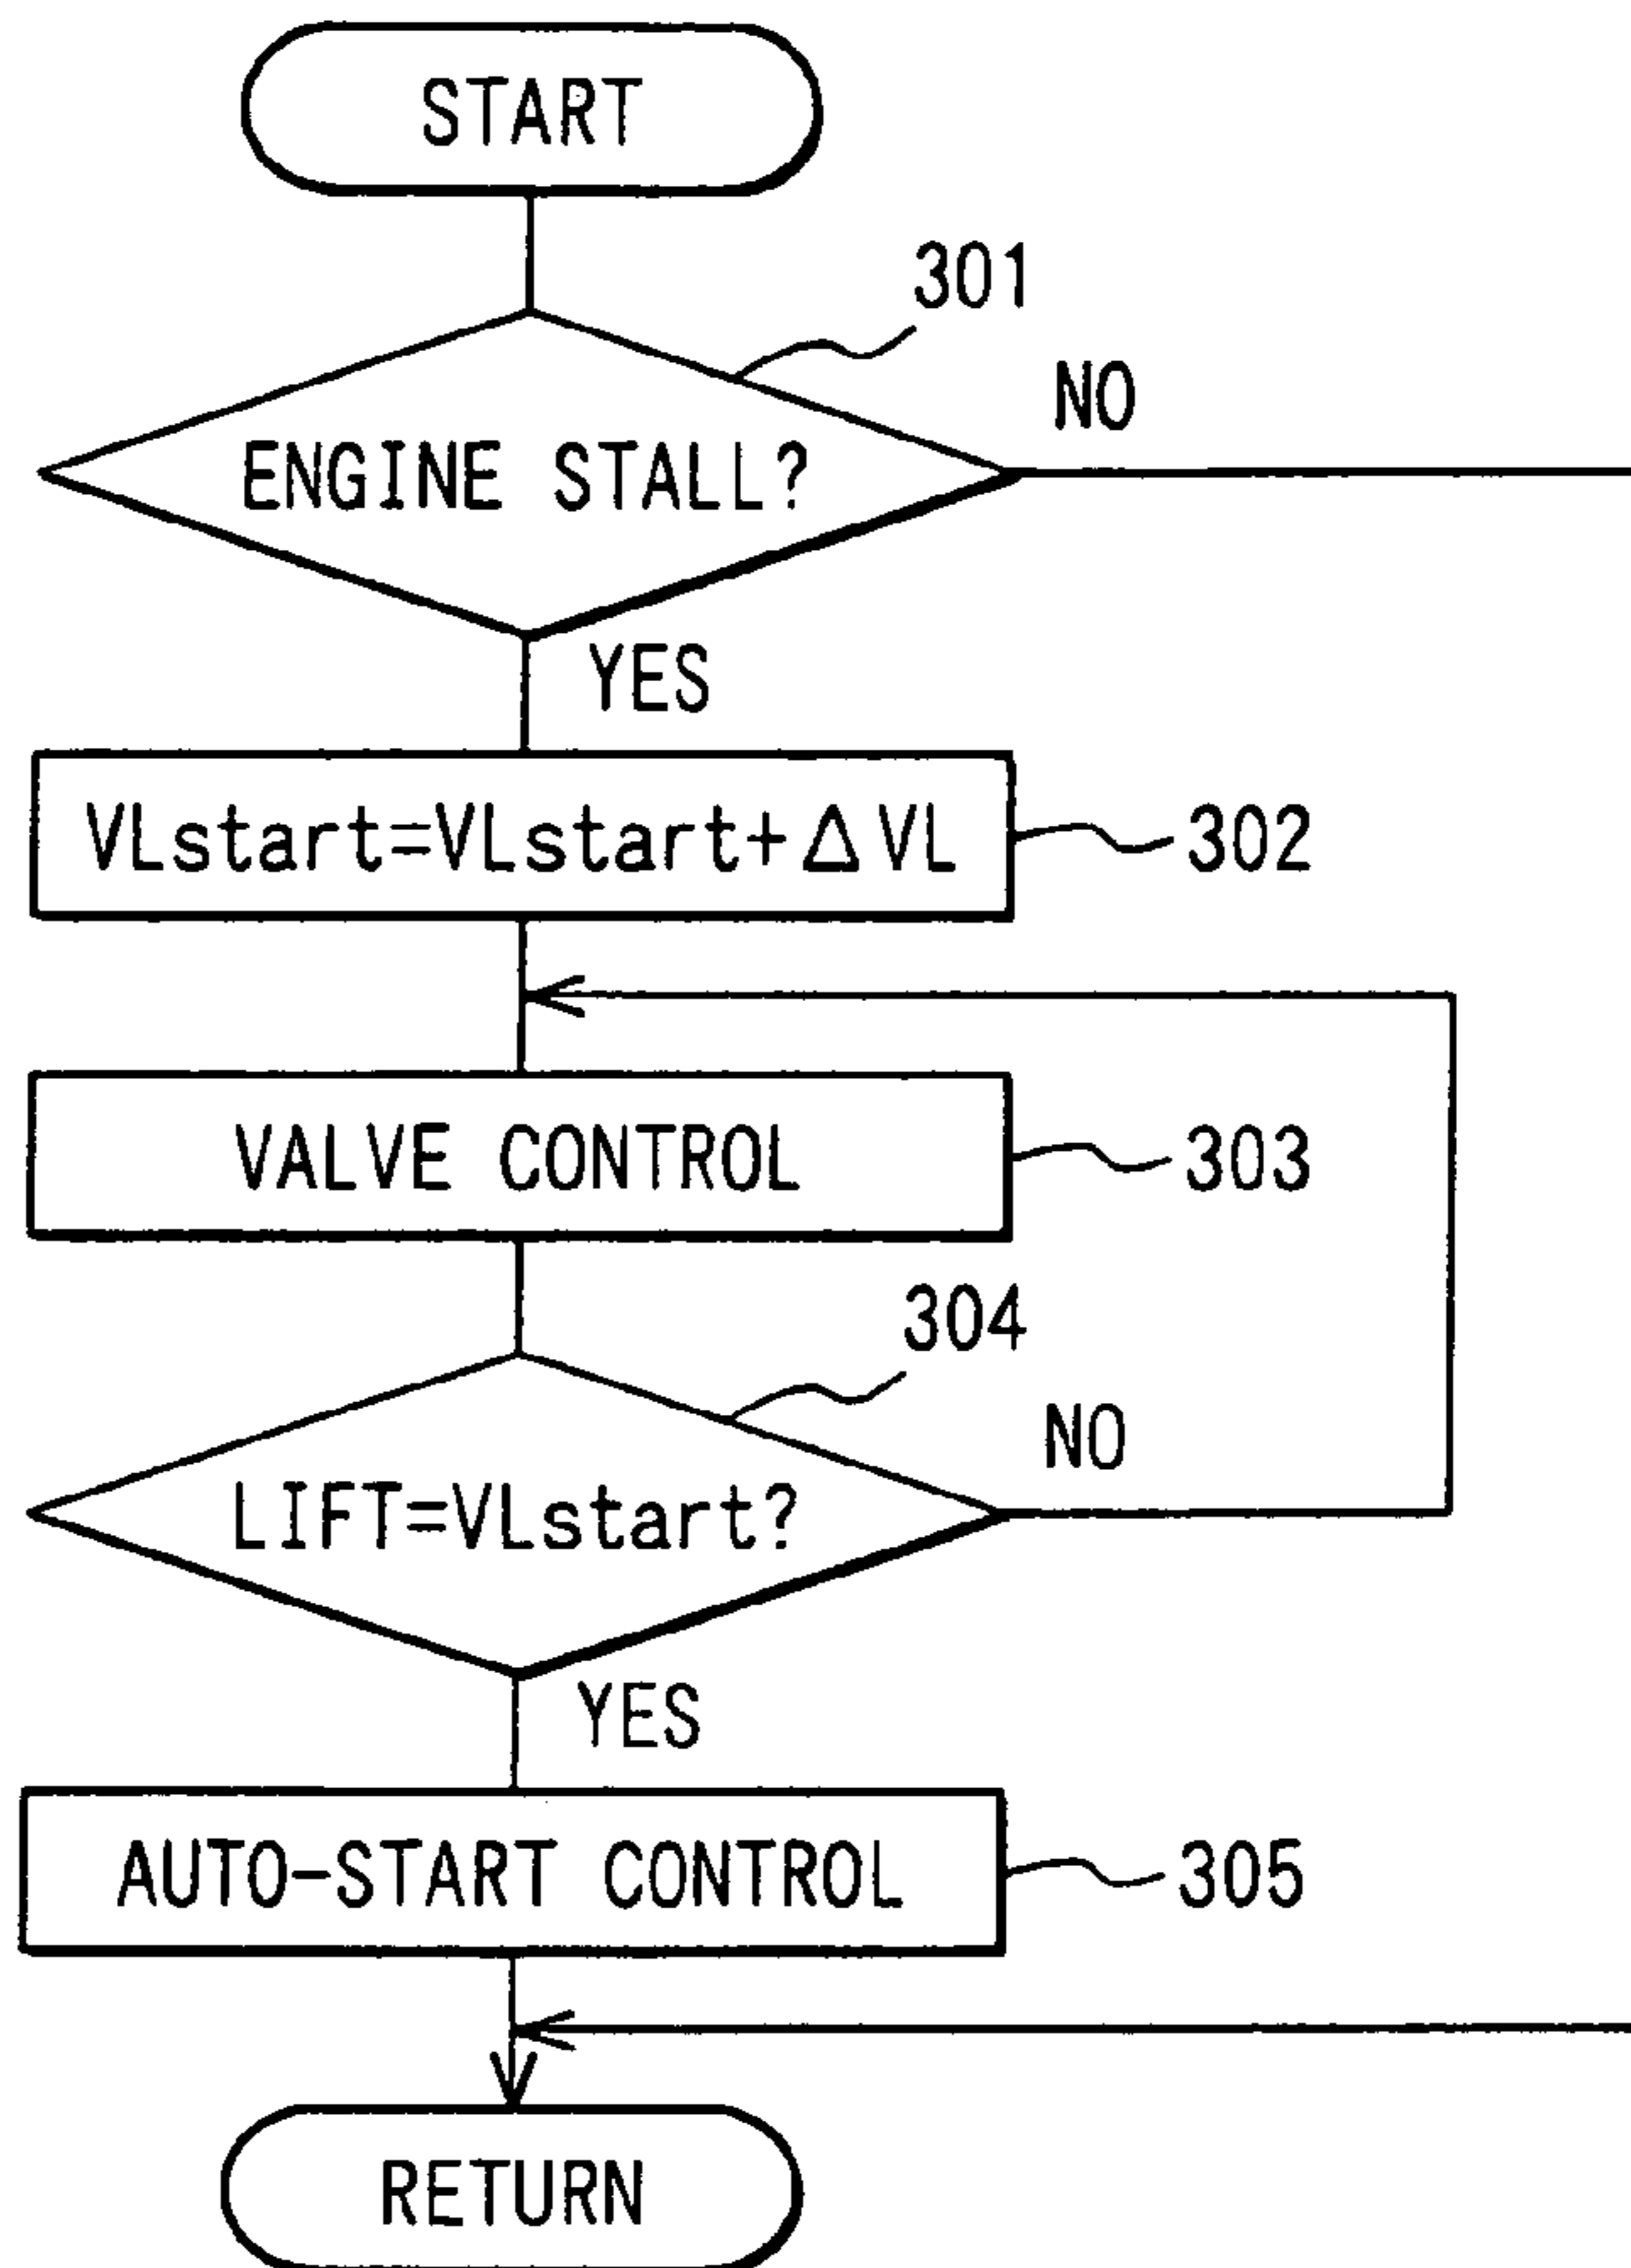 START
301
NO
ENGINE STALL?
YES
VLstart=VLstart+ΔVL
302
VALVE CONTROL
303
304
NO
LIFT=VLstart?
YES
AUTO-START CONTROL
305
RETURN